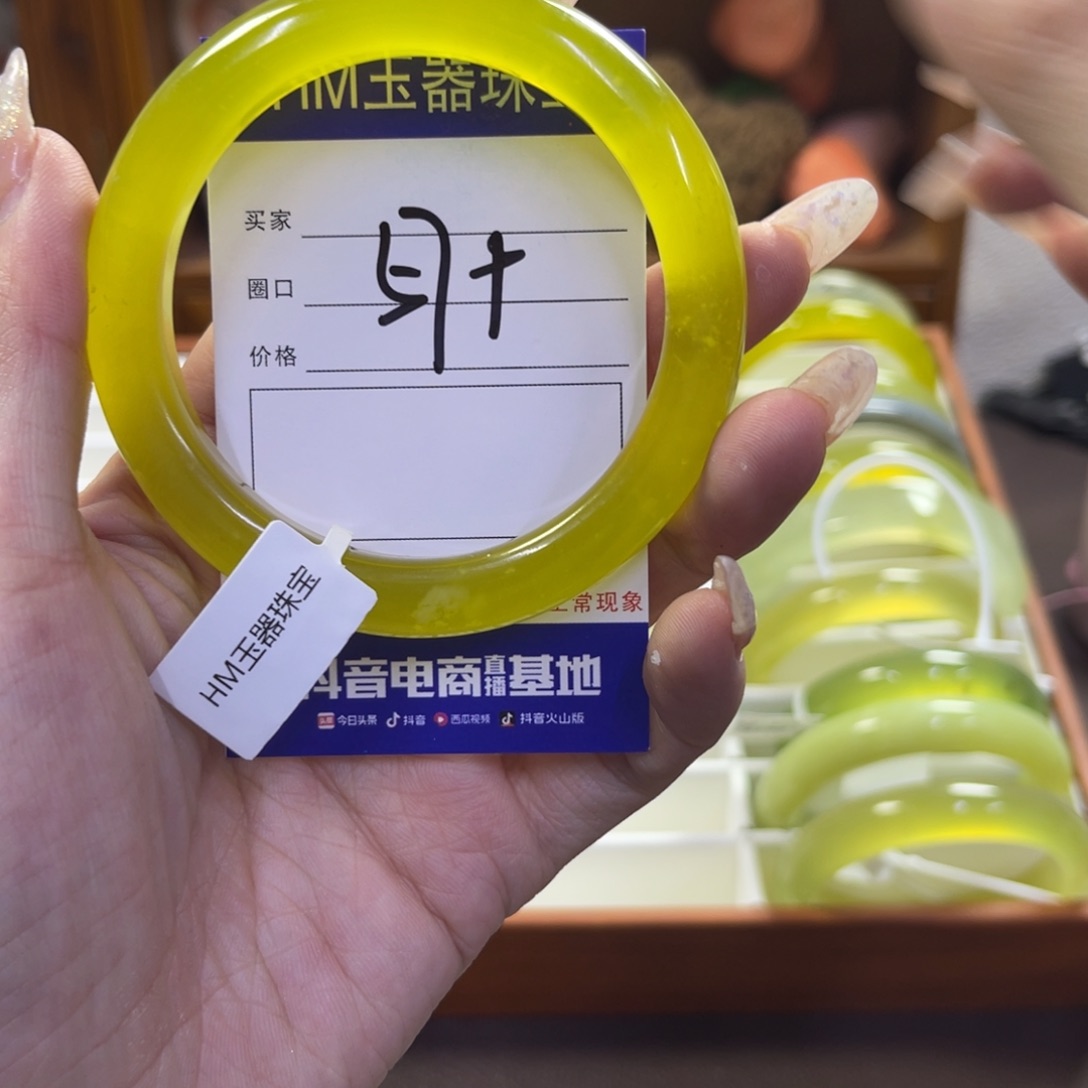 HM玉器珠宝
买家
圈口
价格
正常现象
HM玉器珠宝
抖音电商直播基地
今日头条 抖音 西瓜视频 抖音火山版